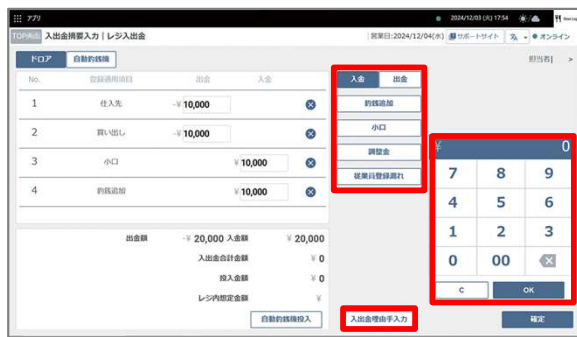 アプリ
2024/12/03 (火) 17:54
TOP画面 入出金摘要入力 | レジ入出金
営業日:2024/12/04(水) サポートサイト オンライン
ドロア 自動釣銭機
担当者] >
No. 登録適用項目 出金 入金
1 仕入先 -¥ 10,000
2 買い出し -¥ 10,000
3 小口 ¥ 10,000
4 釣銭追加 ¥ 10,000
出金額 -¥ 20,000 入金額 ¥ 20,000
入出金合計金額 ¥ 0
投入金額 ¥ 0
レジ内想定金額 ¥
自動釣銭機投入
入金 出金
釣銭追加
小口
調整金
従業員登録漏れ
入出金理由手入力
¥ 0
7 8 9
4 5 6
1 2 3
0 00
C OK
確定